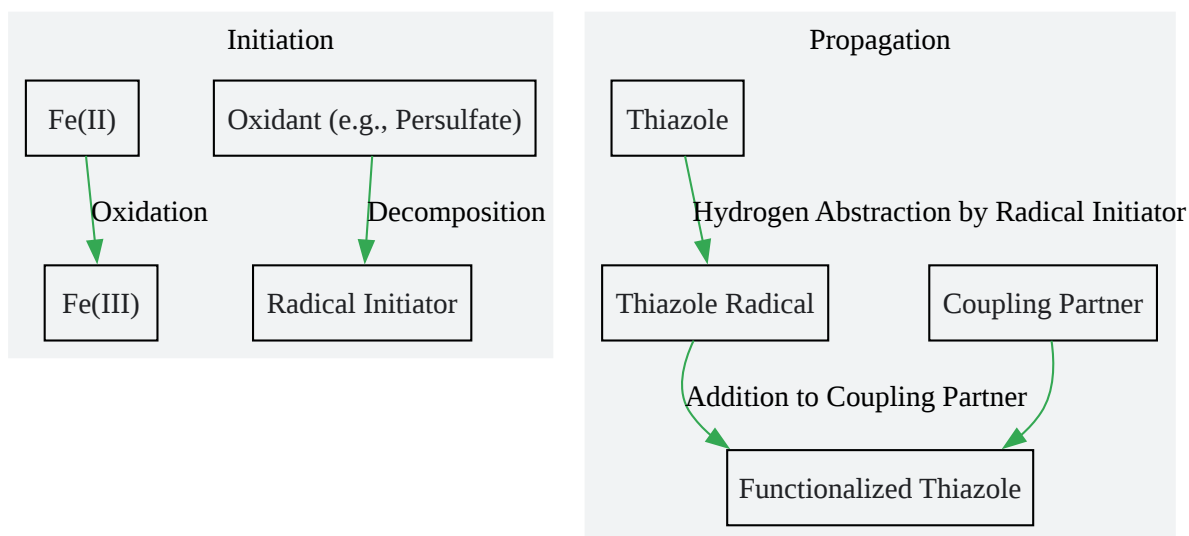 Initiation
Fe(II)
Oxidant (e.g., Persulfate)
Oxidation
Decomposition
Fe(III)
Radical Initiator
Propagation
Thiazole
Hydrogen Abstraction by Radical Initiator
Thiazole Radical
Coupling Partner
Addition to Coupling Partner
Functionalized Thiazole